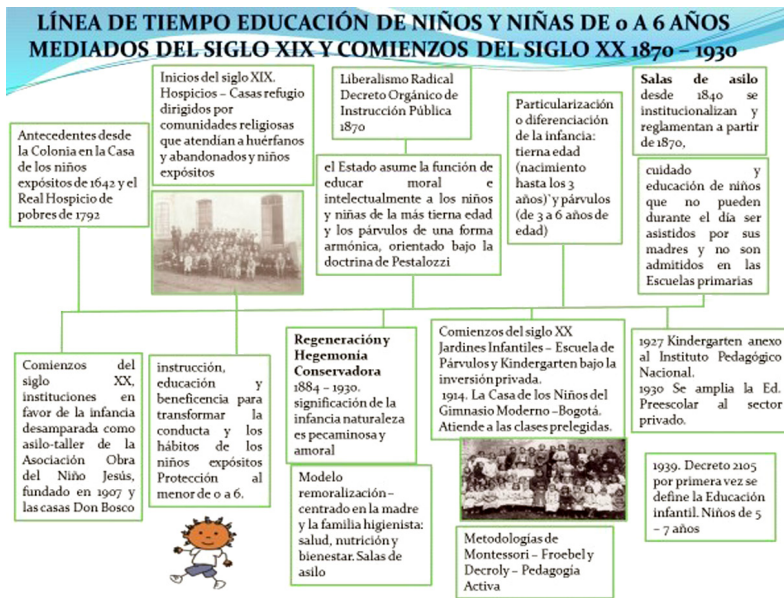 LÍNEA DE TIEMPO EDUCACIÓN DE NIÑOS Y NIÑAS DE 0 A 6 AÑOS
MEDIADOS DEL SIGLO XIX Y COMIENZOS DEL SIGLO XX 1870 – 1930
Antecedentes desde
la Colonia en la Casa
de los niños
expósitos de 1642 y el
Real Hospicio de
pobres de 1792
Inicios del siglo XIX.
Hospicios – Casas refugio
dirigidos por
comunidades religiosas
que atendían a huérfanos
y abandonados y niños
expósitos
Liberalismo Radical
Decreto Orgánico de
Instrucción Pública
1870
el Estado asume la función de
educar moral e
intelectualmente a los niños y
niñas de la más tierna edad
y los párvulos de una forma
armónica, orientado bajo la
doctrina de Pestalozzi
Particularización
o diferenciación
de la infancia:
tierna edad
(nacimiento
hasta los 3
años)' y párvulos
(de 3 a 6 años de
edad)
Salas de asilo
desde 1840 se
institucionalizan y
reglamentan a partir
de 1870,
cuidado y
educación de niños
que no pueden
durante el día ser
asistidos por sus
madres y no son
admitidos en las
Escuelas primarias
Comienzos del
siglo XX,
instituciones en
favor de la infancia
desamparada como
asilo-taller de la
Asociación Obra
del Niño Jesús,
fundado en 1907 y
las casas Don Bosco
instrucción,
educación y
beneficencia para
transformar la
conducta y los
hábitos de los
niños expósitos
Protección al
menor de 0 a 6.
Regeneración y
Hegemonía
Conservadora
1884 – 1930.
significación de la
infancia naturaleza
es pecaminosa y
amoral
Modelo
remoralización –
centrado en la madre
y la familia higienista:
salud, nutrición y
bienestar. Salas de
asilo
Comienzos del siglo XX
Jardines Infantiles – Escuela de
Párvulos y Kindergarten bajo la
inversión privada.
1914. La Casa de los Niños del
Gimnasio Moderno –Bogotá.
Atiende a las clases prelegidas.
Metodologías de
Montessori – Froebel y
Decroly – Pedagogía
Activa
1927 Kindergarten anexo
al Instituto Pedagógico
Nacional.
1930 Se amplia la Ed.
Preescolar al sector
privado.
1939. Decreto 2105
por primera vez se
define la Educación
infantil. Niños de 5
– 7 años